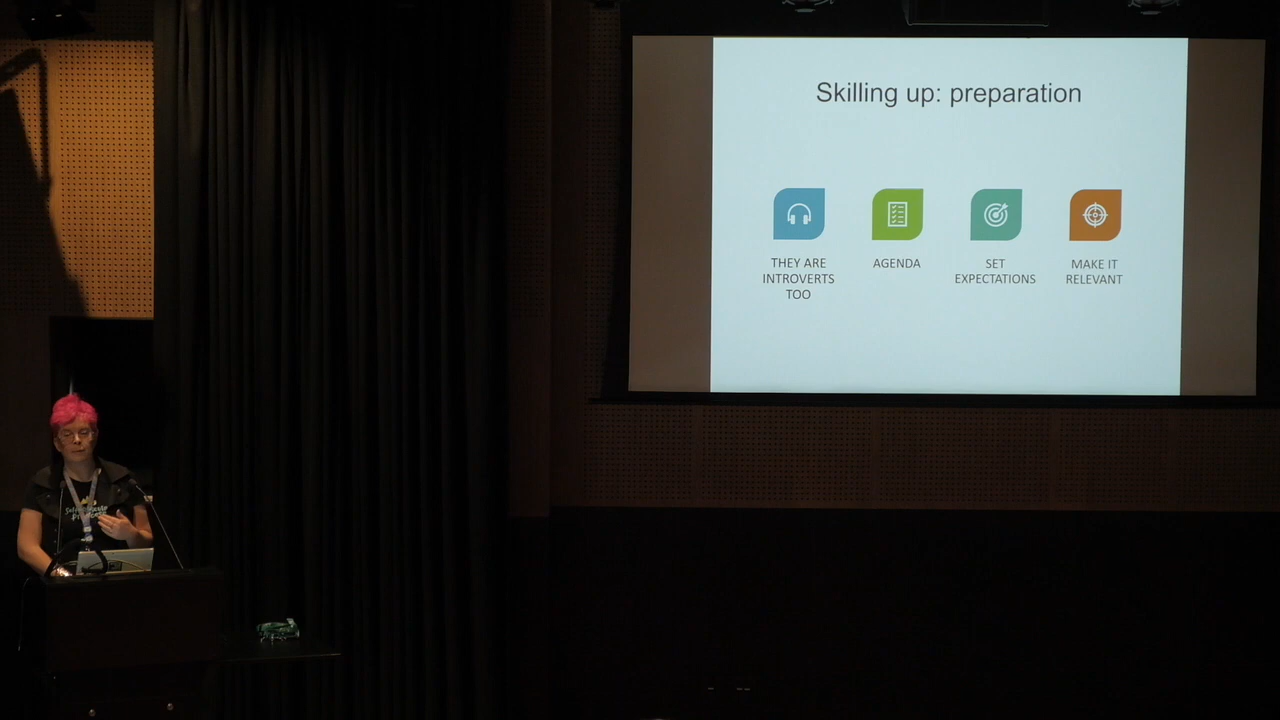 Skilling up: preparation
THEY ARE
INTROVERTS
TOO
AGENDA
SET
EXPECTATIONS
MAKE IT
RELEVANT